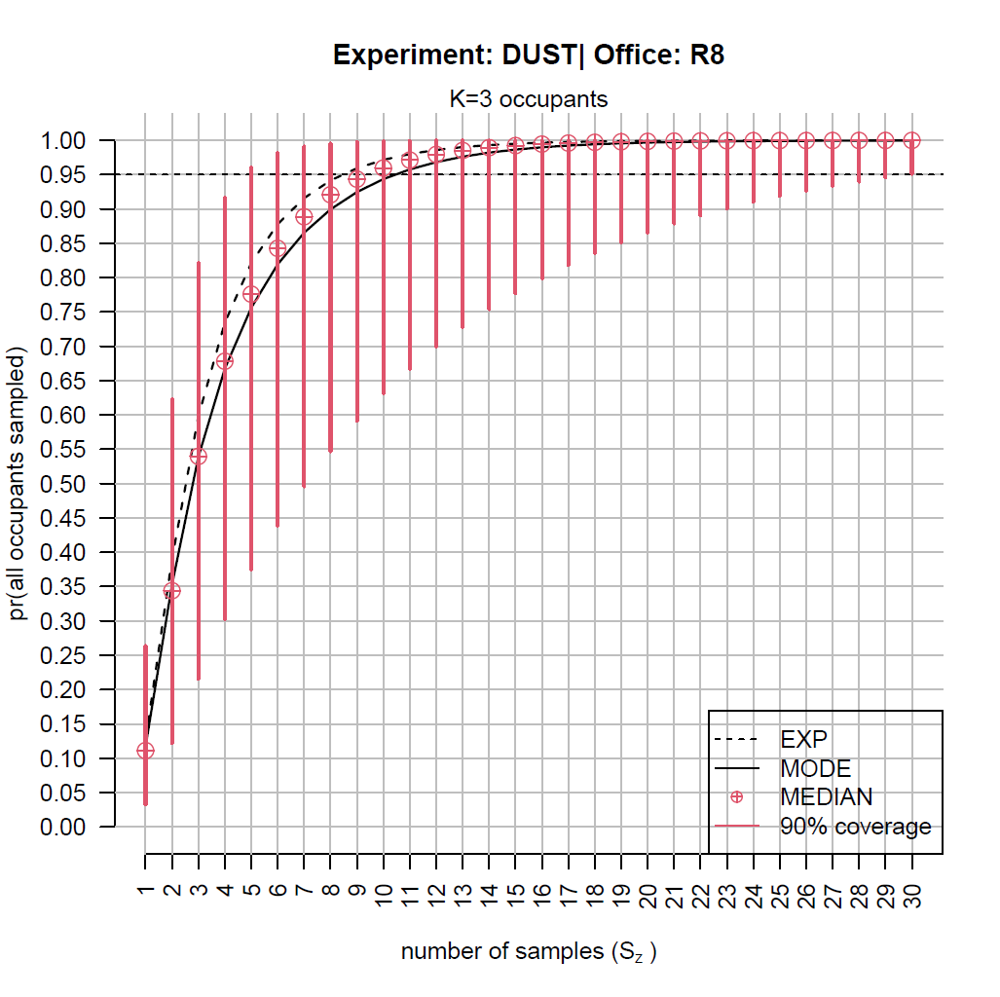 Experiment: DUST| Office: R8
K=3 occupants
pr(all occupants sampled)
1.00
0.95
0.90
0.85
0.80
0.75
0.70
0.65
0.60
0.55
0.50
0.45
0.40
0.35
0.30
0.25
0.20
0.15
0.10
0.05
0.00
EXP
MODE
MEDIAN
90% coverage
1 2 3 4 5 6 7 8 9 10 11 12 13 14 15 16 17 18 19 20 21 22 23 24 25 26 27 28 29 30
number of samples (Sz )